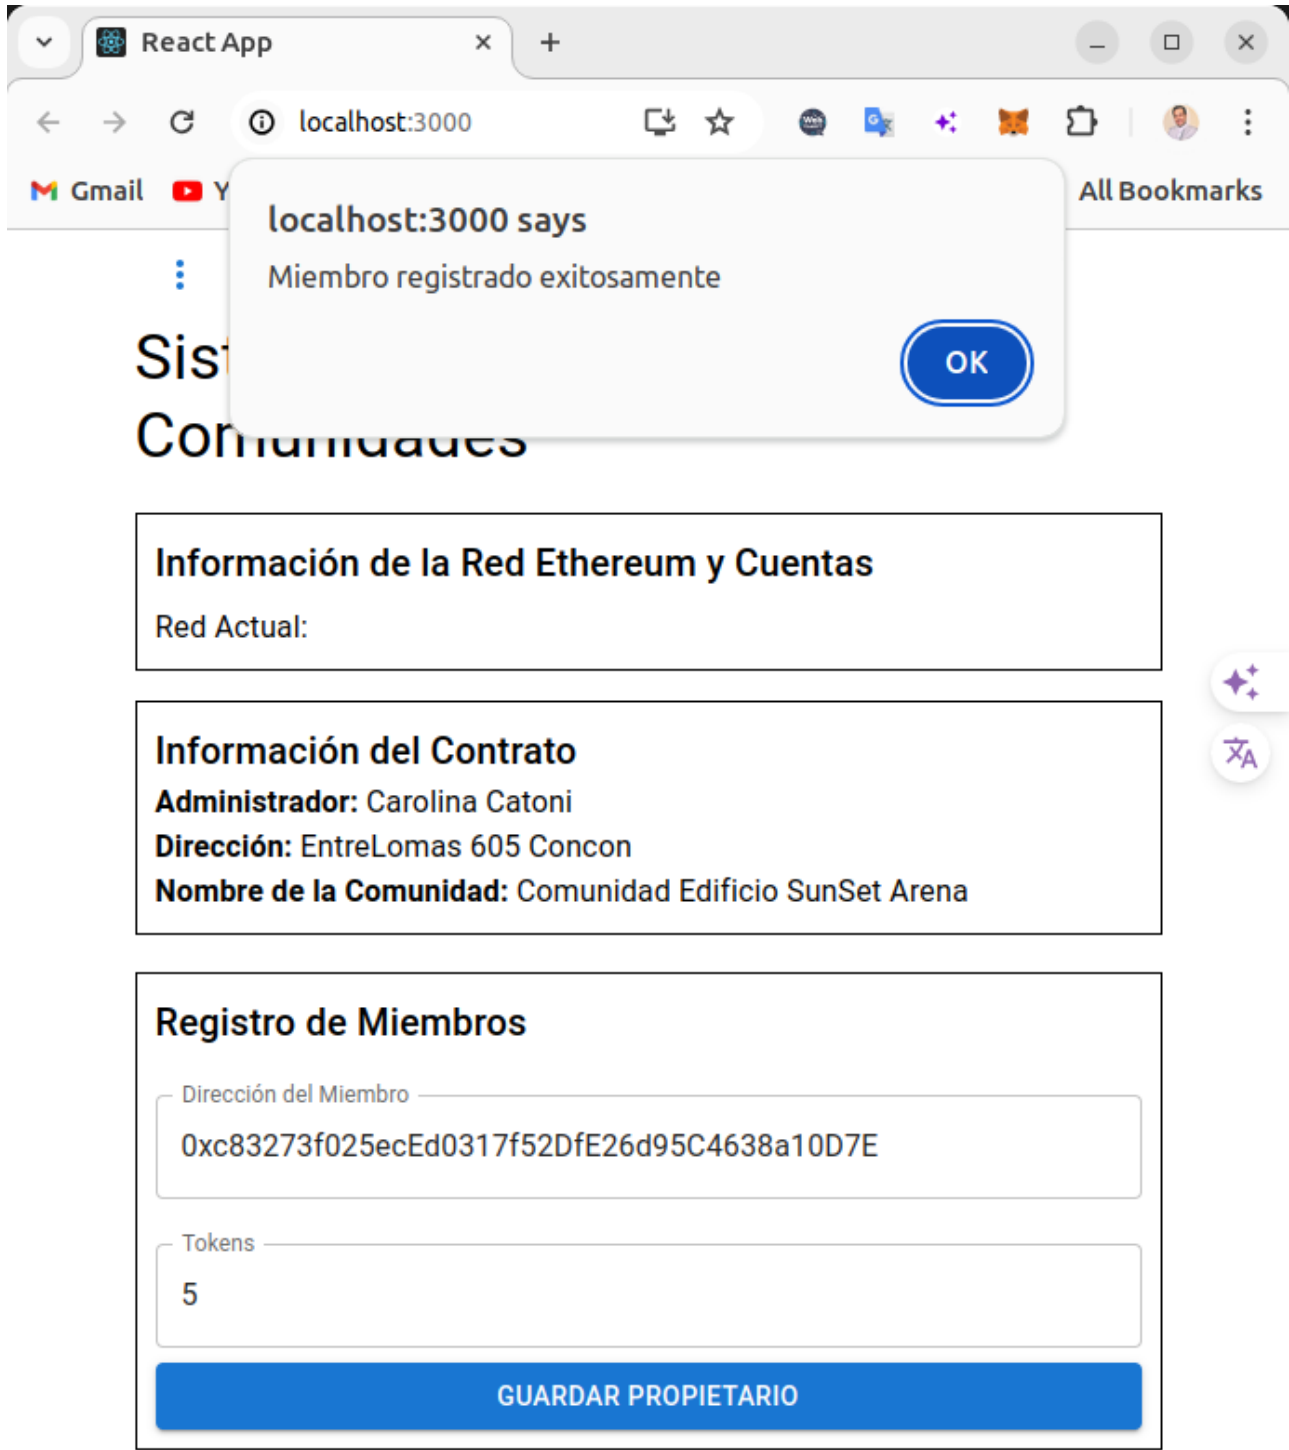 React App
localhost:3000
Gmail
All Bookmarks
localhost:3000 says
Miembro registrado exitosamente
OK
Comunidades
Información de la Red Ethereum y Cuentas
Red Actual:
Información del Contrato
Administrador: Carolina Catoni
Dirección: EntreLomas 605 Concon
Nombre de la Comunidad: Comunidad Edificio SunSet Arena
Registro de Miembros
Dirección del Miembro
0xc83273f025ecEd0317f52DfE26d95C4638a10D7E
Tokens
5
GUARDAR PROPIETARIO